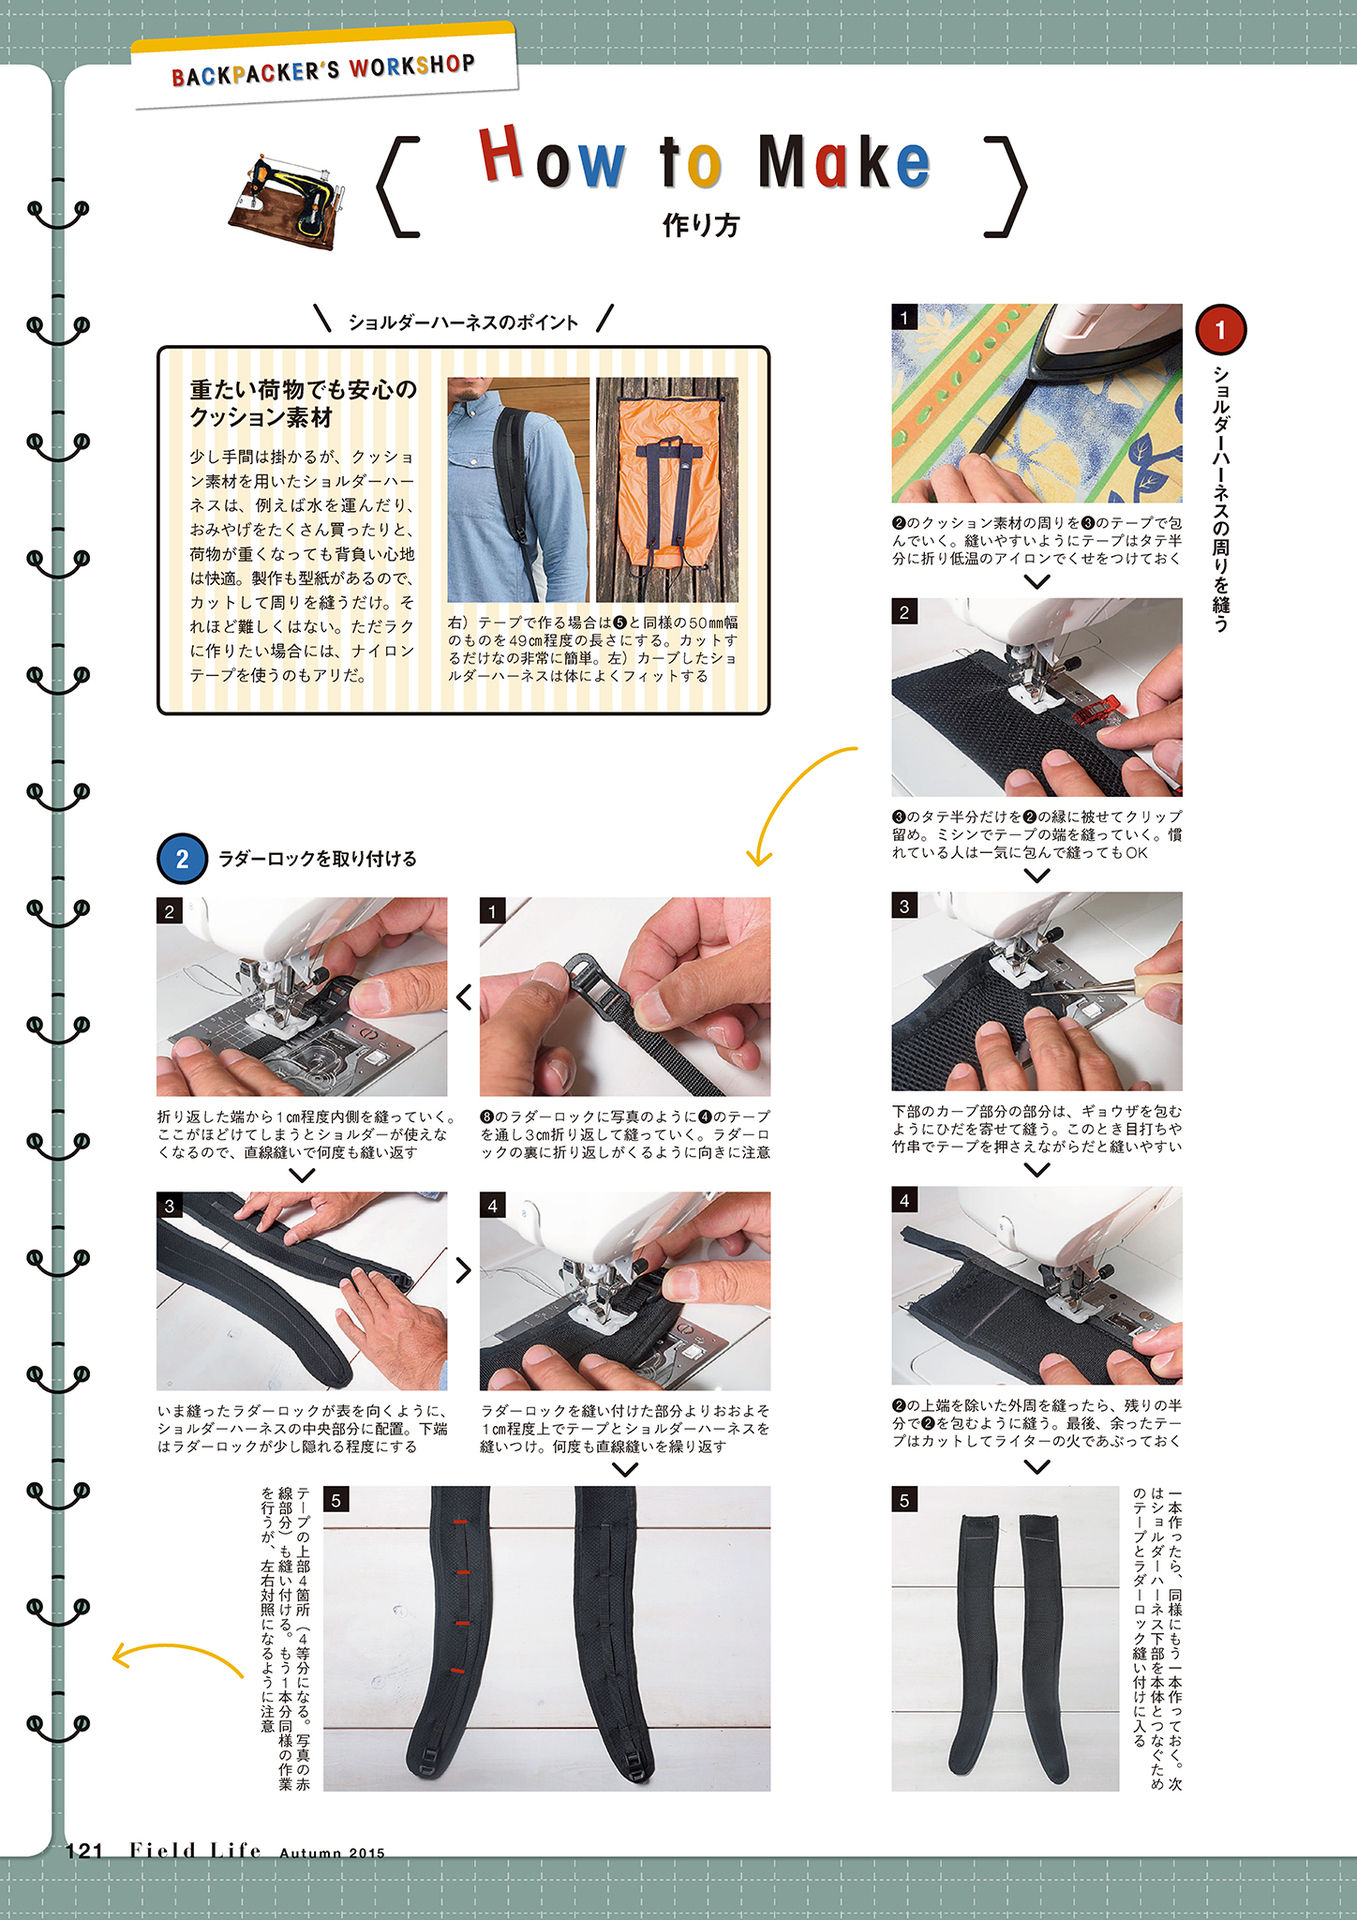 BACKPACKER'S WORKSHOP
How to Make
作り方
ショルダーハーネスのポイント
重たい荷物でも安心の
クッション素材
少し手間は掛かるが、クッショ
ン素材を用いたショルダーハー
ネスは、例えば水を運んだり、
おみやげをたくさん買ったりと、
荷物が重くなっても背負い心地
は快適。製作も型紙があるので、
カットして周りを縫うだけ。そ
れほど難しくはない。ただラク
に作りたい場合には、ナイロン
テープを使うのもアリだ。
右）テープで作る場合は❺と同様の50㎜幅
のものを49㎝程度の長さにする。カットす
るだけなの非常に簡単。左）カーブしたショ
ルダーハーネスは体によくフィットする
1
ショルダーハーネスの周りを縫う
1
❷のクッション素材の周りを❸のテープで包
んでいく。縫いやすいようにテープはタテ半
分に折り低温のアイロンでくせをつけておく
2
❸のタテ半分だけを❷の縁に被せてクリップ
留め。ミシンでテープの端を縫っていく。慣
れている人は一気に包んで縫ってもOK
3
下部のカーブ部分の部分は、ギョウザを包む
ようにひだを寄せて縫う。このとき目打ちや
竹串でテープを押さえながらだと縫いやすい
4
❷の上端を除いた外周を縫ったら、残りの半
分で❷を包むように縫う。最後、余ったテー
プはカットしてライターの火であぶっておく
5
一本作ったら、同様にもう一本作っておく。次
はショルダーハーネス下部を本体とつなぐため
のテープとラダーロック縫い付けに入る
2
ラダーロックを取り付ける
1
❽のラダーロックに写真のように❹のテープ
を通し3㎝折り返して縫っていく。ラダーロ
ックの裏に折り返しがくるように向きに注意
2
折り返した端から1㎝程度内側を縫っていく。
ここがほどけてしまうとショルダーが使えな
くなるので、直線縫いで何度も縫い返す
3
いま縫ったラダーロックが表を向くように、
ショルダーハーネスの中央部分に配置。下端
はラダーロックが少し隠れる程度にする
4
ラダーロックを縫い付けた部分よりおおよそ
1㎝程度上でテープとショルダーハーネスを
縫いつけ。何度も直線縫いを繰り返す
5
テープの上部4箇所（4等分になる。写真の赤
線部分）も縫い付ける。もう1本分同様の作業
を行うが、左右対照になるように注意
121 Field Life Autumn 2015